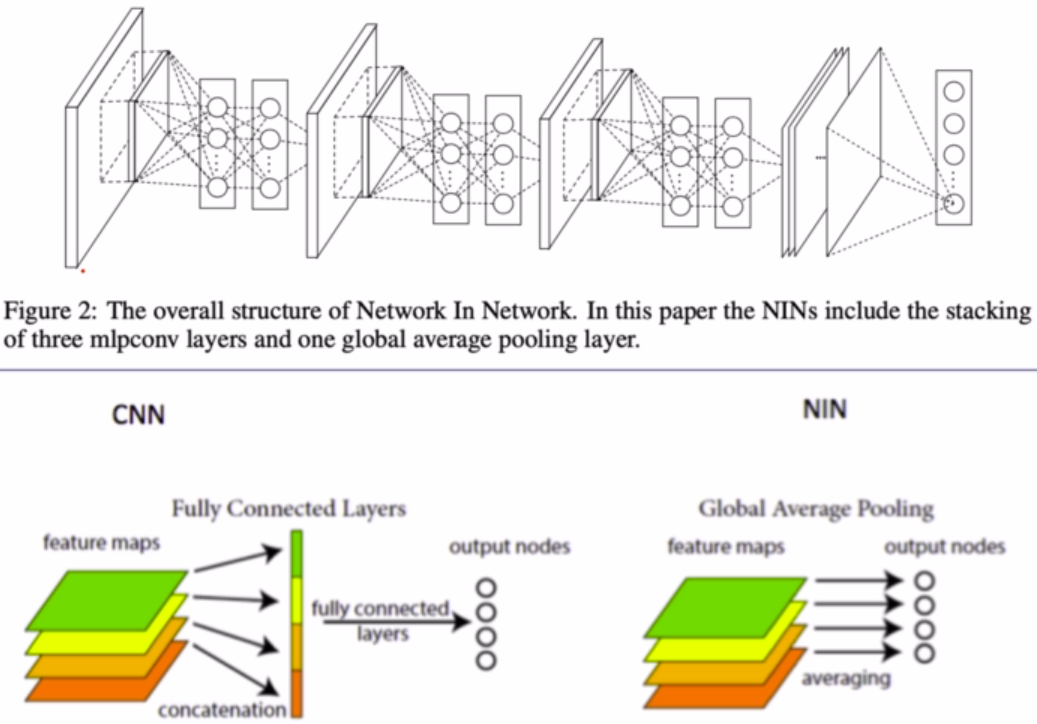 Figure 2: The overall structure of Network In Network. In this paper the NINs include the stacking
of three mlpconv layers and one global average pooling layer.
CNN
NIN
Fully Connected Layers
feature maps
output nodes
fully connected
layers
concatenation
Global Average Pooling
feature maps
output nodes
averaging